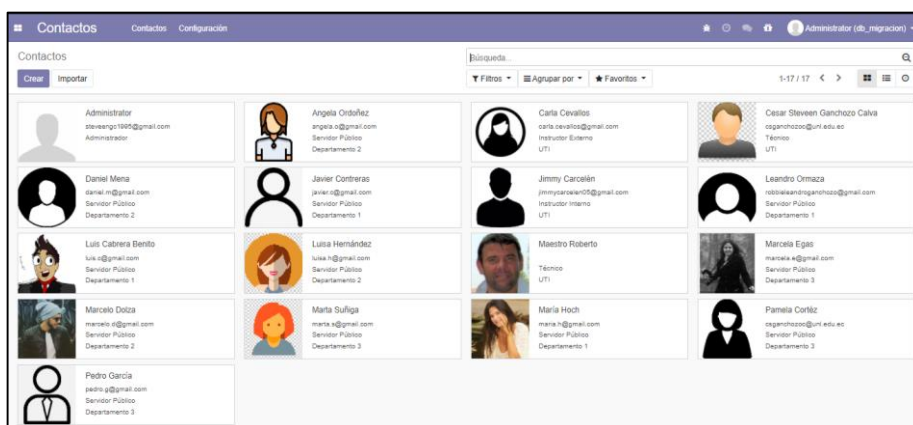 Contactos Contactos Configuración Administrator (db_migracion)
Contactos
Búsqueda...
Crear Importar
Filtros Agrupar por Favoritos 1-17 / 17
Administrator
steveengc1995@gmail.com
Administrador
Angela Ordoñez
angela.o@gmail.com
Servidor Público
Departamento 2
Carla Cevallos
carla.cevallos@gmail.com
Instructor Externo
UTI
Cesar Steveen Ganchozo Calva
csganchozoc@unl.edu.ec
Técnico
UTI
Daniel Mena
daniel.m@gmail.com
Servidor Público
Departamento 2
Javier Contreras
javier.c@gmail.com
Servidor Público
Departamento 1
Jimmy Carcelén
jimmycarcelen05@gmail.com
Instructor Interno
UTI
Leandro Ormaza
robbieleandroganchozo@gmail.com
Servidor Público
Departamento 1
Luis Cabrera Benito
luis.c@gmail.com
Servidor Público
Departamento 1
Luisa Hernández
luisa.h@gmail.com
Servidor Público
Departamento 2
Maestro Roberto
Técnico
UTI
Marcela Egas
marcela.e@gmail.com
Servidor Público
Departamento 3
Marcelo Dolza
marcelo.d@gmail.com
Servidor Público
Departamento 2
Marta Suñiga
marta.s@gmail.com
Servidor Público
Departamento 3
María Hoch
maria.h@gmail.com
Servidor Público
Departamento 1
Pamela Cortéz
csganchozoc@unl.edu.ec
Servidor Público
Departamento 3
Pedro García
pedro.g@gmail.com
Servidor Público
Departamento 3